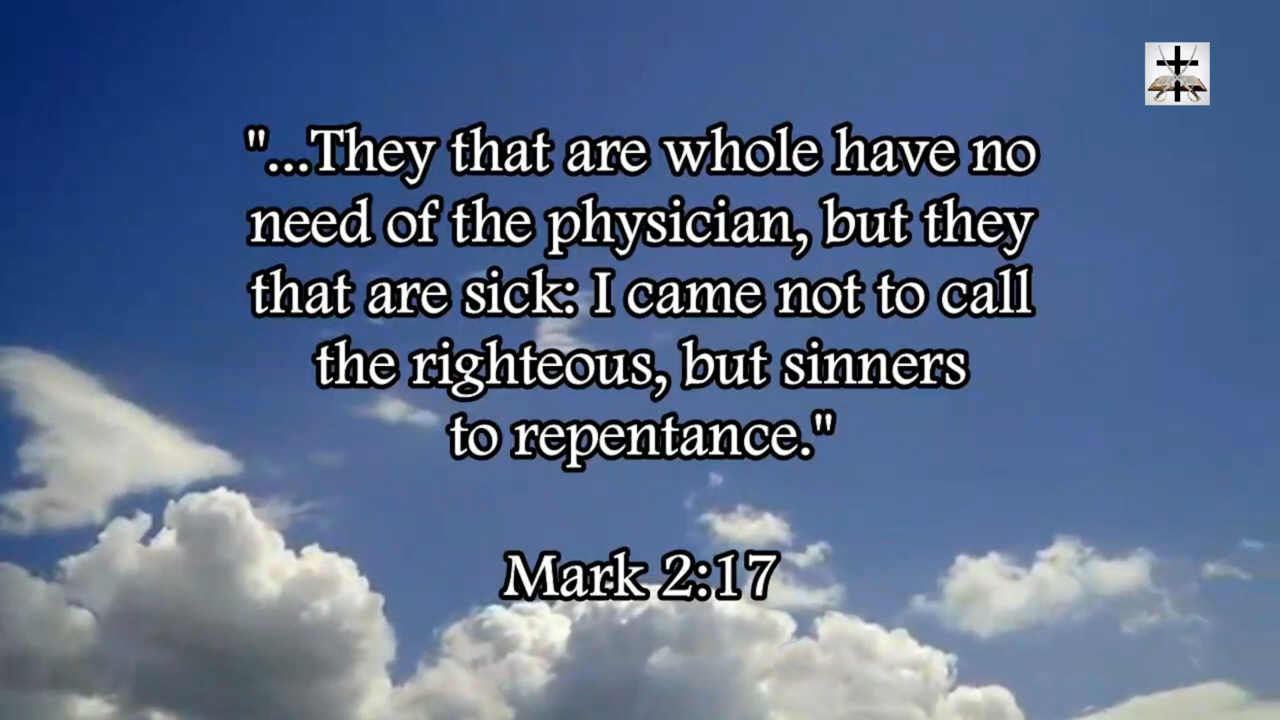 "...They that are whole have no
need of the physician, but they
that are sick: I came not to call
the righteous, but sinners
to repentance."
Mark 2:17